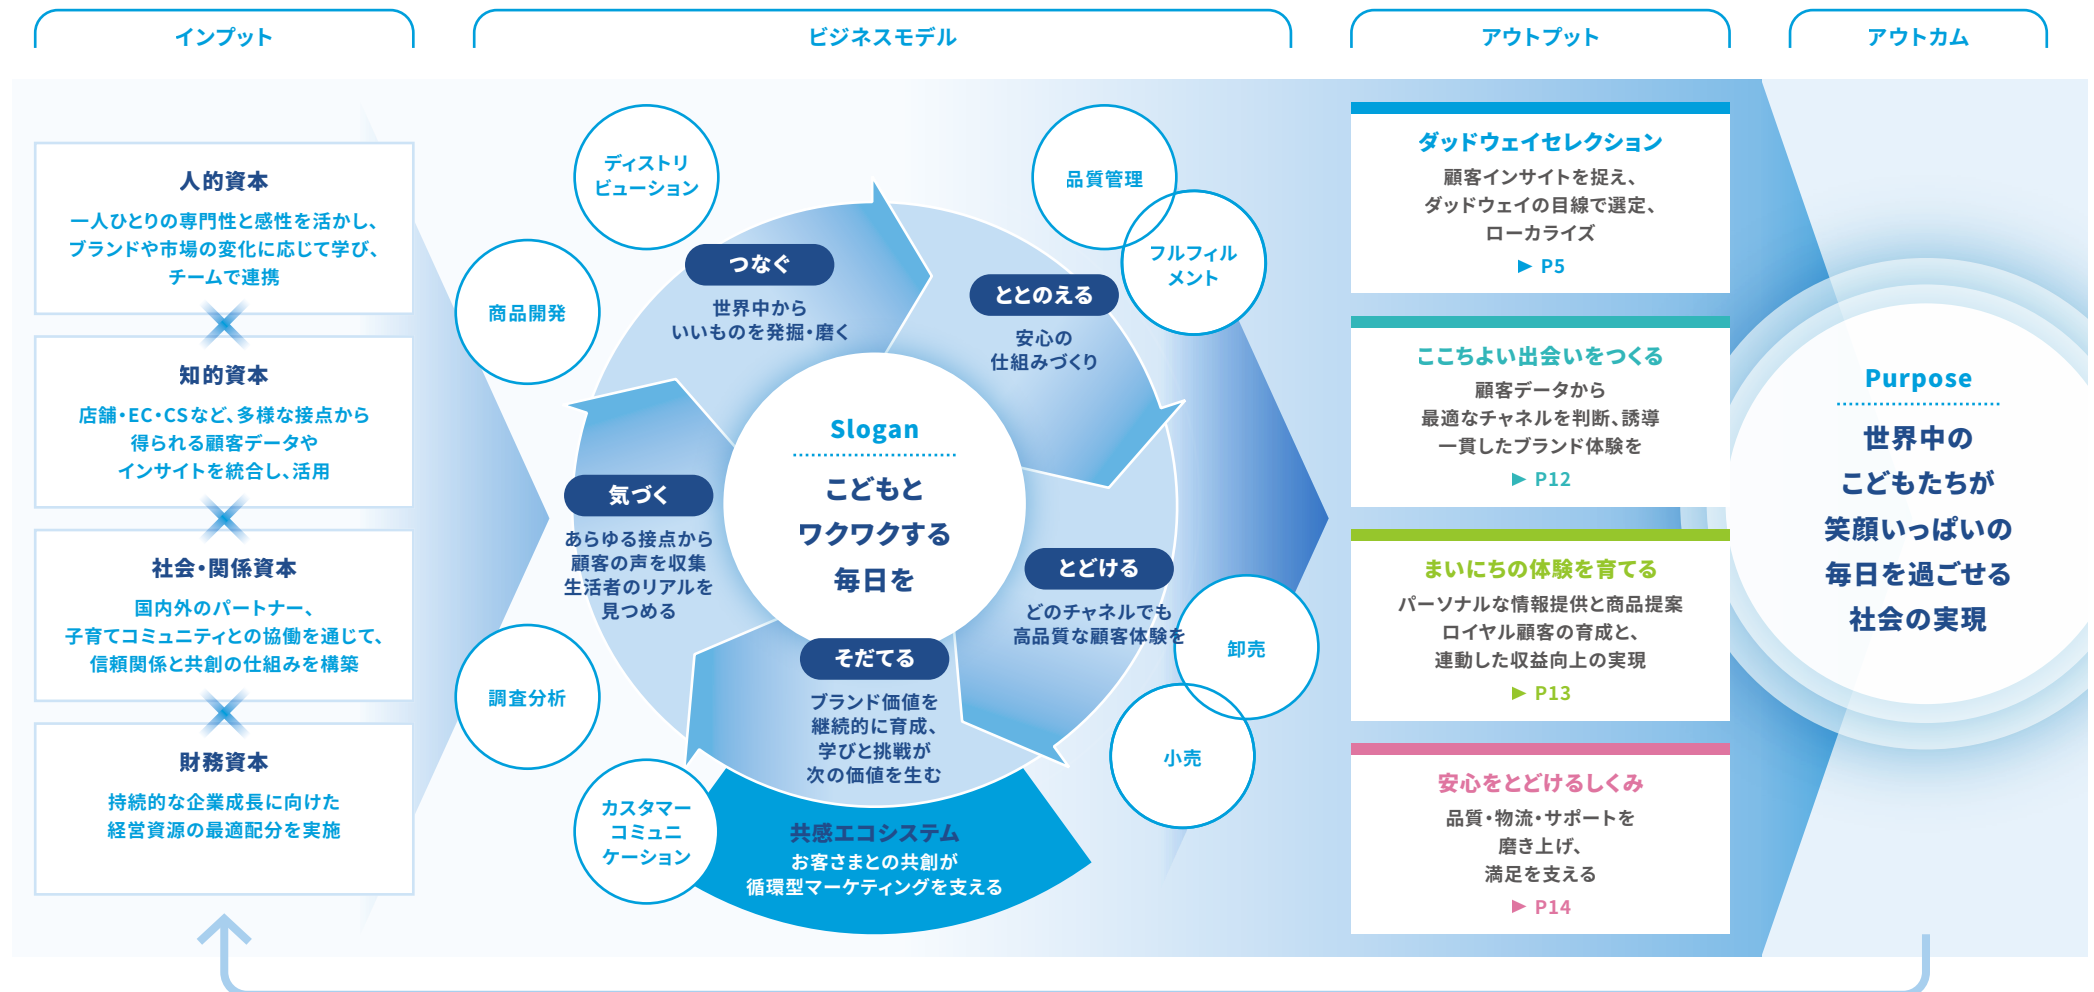 インプット
ビジネスモデル
アウトプット
アウトカム
人的資本
一人ひとりの専門性と感性を活かし、
ブランドや市場の変化に応じて学び、
チームで連携
知的資本
店舗・EC・CSなど、多様な接点から
得られる顧客データや
インサイトを統合し、活用
社会・関係資本
国内外のパートナー、
子育てコミュニティとの協働を通じて、
信頼関係と共創の仕組みを構築
財務資本
持続的な企業成長に向けた
経営資源の最適配分を実施
ディストリ
ビューション
商品開発
調査分析
カスタマー
コミュニ
ケーション
品質管理
フルフィル
メント
卸売
小売
つなぐ
世界中から
いいものを発掘・磨く
ととのえる
安心の
仕組みづくり
とどける
どのチャネルでも
高品質な顧客体験を
そだてる
ブランド価値を
継続的に育成、
学びと挑戦が
次の価値を生む
気づく
あらゆる接点から
顧客の声を収集
生活者のリアルを
見つめる
Slogan
こどもと
ワクワクする
毎日を
共感エコシステム
お客さまとの共創が
循環型マーケティングを支える
ダッドウェイセレクション
顧客インサイトを捉え、
ダッドウェイの目線で選定、
ローカライズ
▶ P5
ここちよい出会いをつくる
顧客データから
最適なチャネルを判断、誘導
一貫したブランド体験を
▶ P12
まいにちの体験を育てる
パーソナルな情報提供と商品提案
ロイヤル顧客の育成と、
連動した収益向上の実現
▶ P13
安心をとどけるしくみ
品質・物流・サポートを
磨き上げ、
満足を支える
▶ P14
Purpose
世界中の
こどもたちが
笑顔いっぱいの
毎日を過ごせる
社会の実現